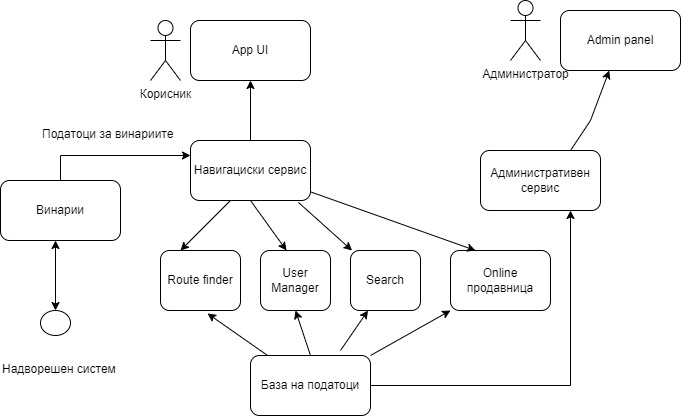 App UI
Admin panel
Корисник
Администратор
Податоци за винариите
Навигациски сервис
Административен
сервис
Винарии
Route finder
User
Manager
Search
Online
продавница
Надворешен систем
База на податоци